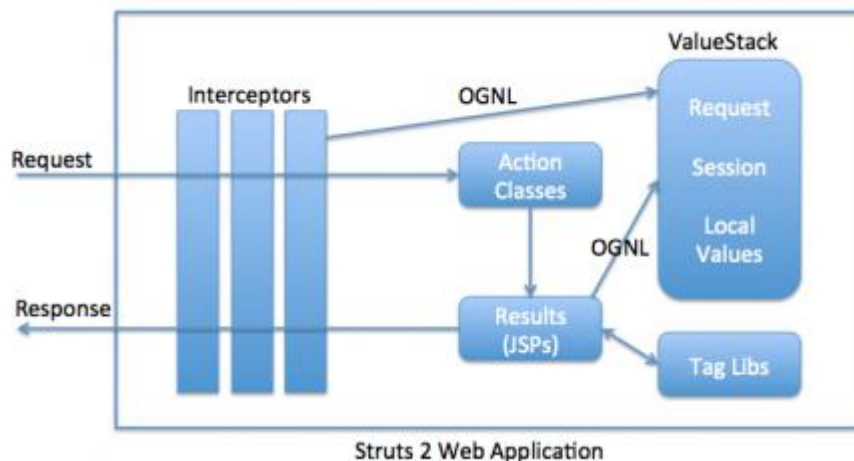 ValueStack
Interceptors
OGNL
Request
Request
Action
Classes
Session
Local
Values
OGNL
Response
Results
(JSPs)
Tag Libs
Struts 2 Web Application